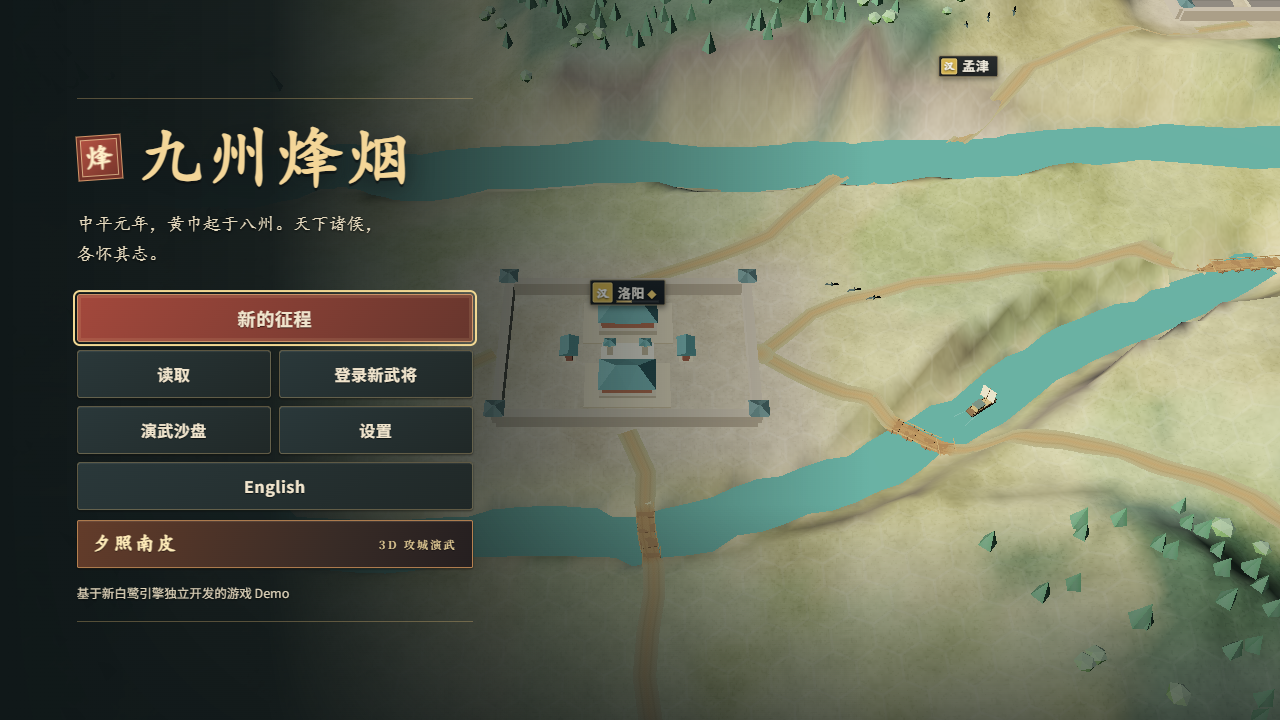 烽 九州烽烟
中平元年，黄巾起于八州。天下诸侯，
各怀其志。
新的征程
读取 登录新武将
演武沙盘 设置
English
夕照南皮 3D 攻城演武
基于新白鹭引擎独立开发的游戏 Demo
汉 孟津
汉 洛阳